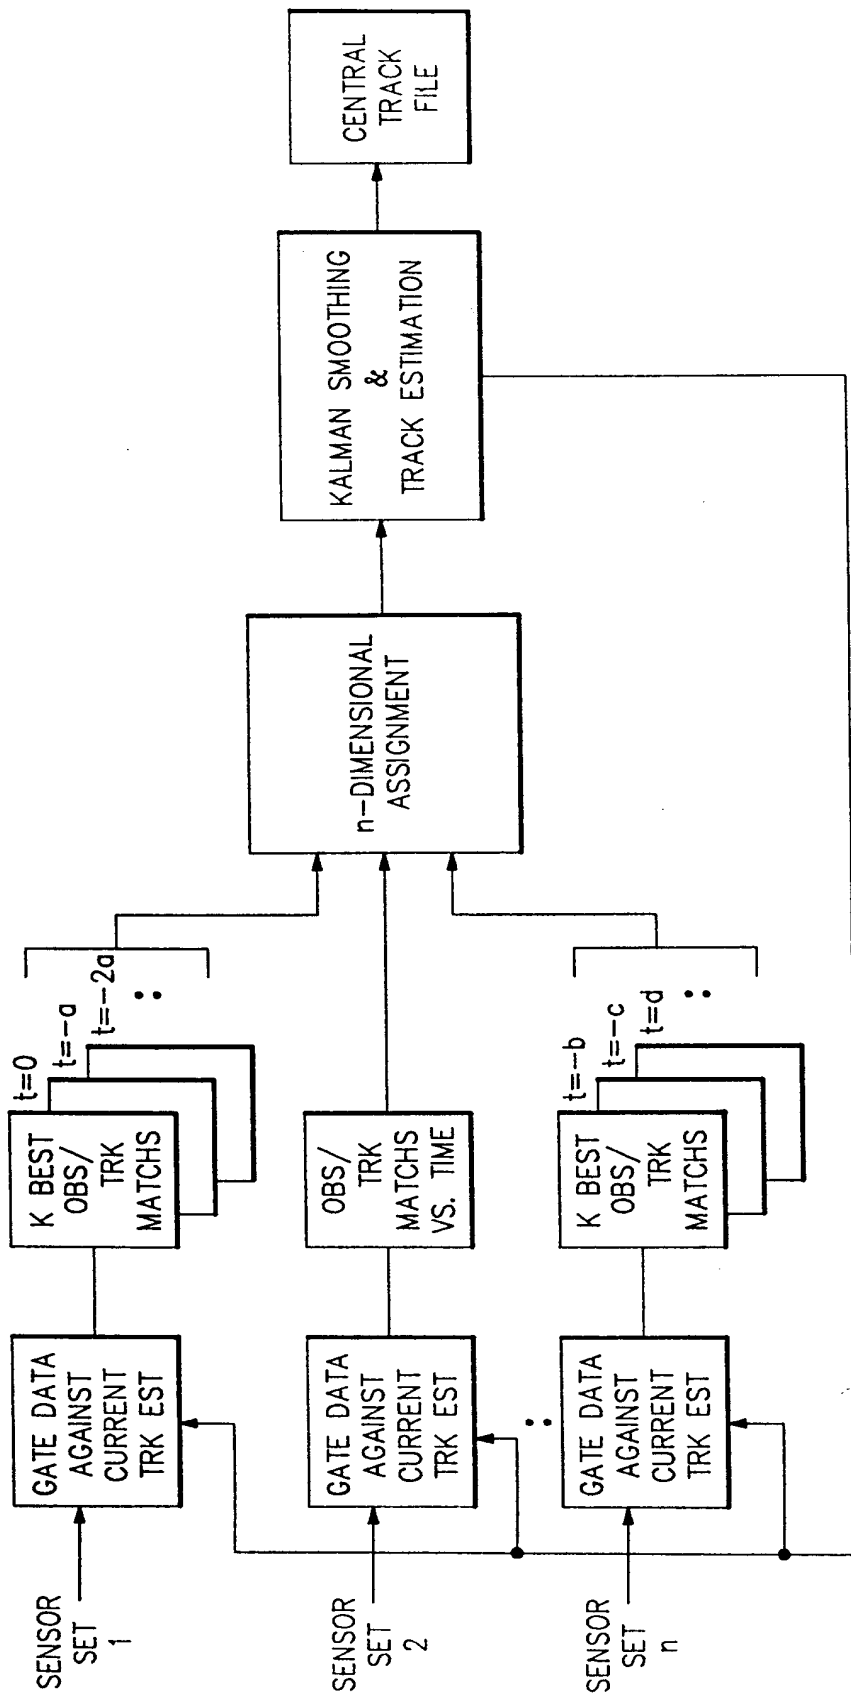 SENSOR
SET
1
GATE DATA
AGAINST
CURRENT
TRK EST
K BEST
OBS/
TRK
MATCHS
t=0
t=-a
t=-2a
:
SENSOR
SET
2
GATE DATA
AGAINST
CURRENT
TRK EST
OBS/
TRK
MATCHS
VS. TIME
:
SENSOR
SET
n
GATE DATA
AGAINST
CURRENT
TRK EST
K BEST
OBS/
TRK
MATCHS
t=-b
t=-c
t=d
:
n-DIMENSIONAL
ASSIGNMENT
KALMAN SMOOTHING
&
TRACK ESTIMATION
CENTRAL
TRACK
FILE